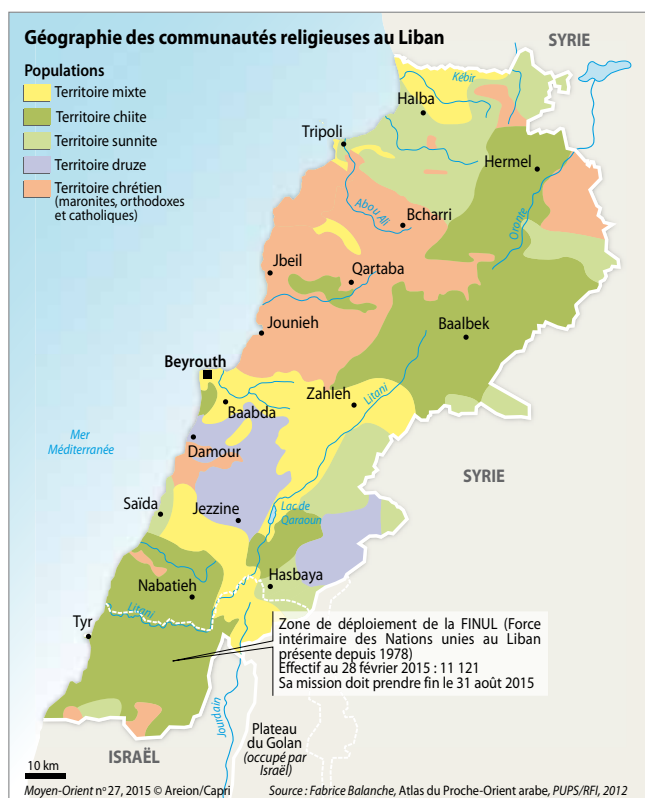 Géographie des communautés religieuses au Liban
Populations
Territoire mixte
Territoire chiite
Territoire sunnite
Territoire druze
Territoire chrétien
(maronites, orthodoxes
et catholiques)
SYRIE
Kébir
Halba
Tripoli
Hermel
Abou Ali
Bcharri
Oronte
Jbeil
Qartaba
Jounieh
Baalbek
Beyrouth
Zahleh
Litani
Baabda
Mer
Méditerranée
Damour
SYRIE
Saïda
Jezzine
Lac de
Qaraoun
Hasbaya
Nabatieh
Litani
Tyr
Zone de déploiement de la FINUL (Force
intérimaire des Nations unies au Liban
présente depuis 1978)
Effectif au 28 février 2015 : 11 121
Sa mission doit prendre fin le 31 août 2015
Jourdain
Plateau
du Golan
(occupé par
Israël)
ISRAËL
10 km
Moyen-Orient n° 27, 2015 © Areion/Capri
Source : Fabrice Balanche, Atlas du Proche-Orient arabe, PUPS/RFI, 2012